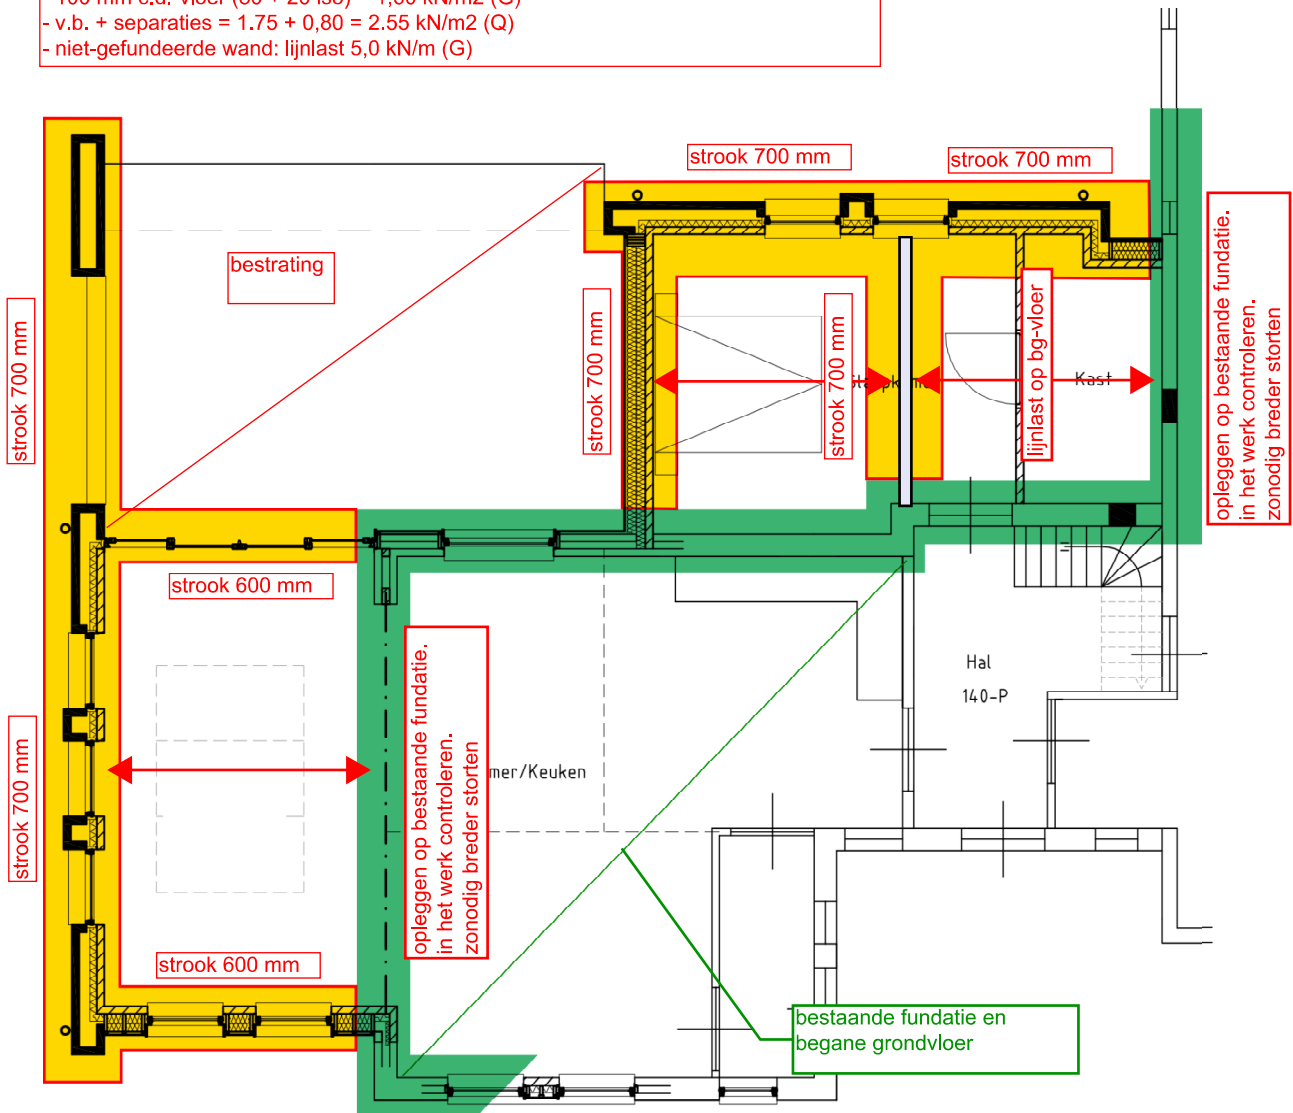 - v.b. + separaties = 1.75 + 0,80 = 2.55 kN/m2 (Q)
- niet-gefundeerde wand: lijnlast 5,0 kN/m (G)
strook 700 mm
strook 700 mm
bestrating
strook 700 mm
strook 700 mm
strook 700 mm
lijnlast op bg-vloer
Kast
opleggen op bestaande fundatie.
in het werk controleren.
zonodig breder storten
strook 600 mm
Hal
140-P
opleggen op bestaande fundatie.
in het werk controleren.
zonodig breder storten
mer/Keuken
strook 700 mm
strook 600 mm
bestaande fundatie en
begane grondvloer